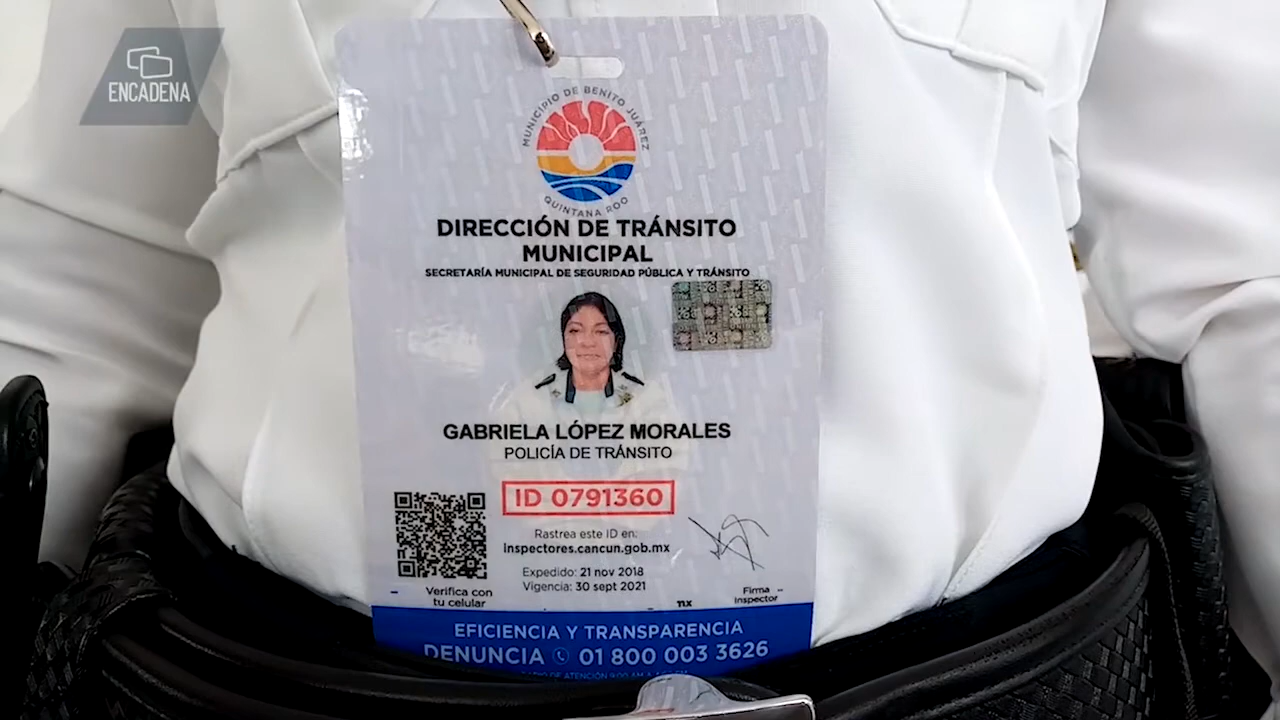 ENCADENA
MUNICIPIO DE BENITO JUÁREZ
QUINTANA ROO
DIRECCIÓN DE TRÁNSITO
MUNICIPAL
SECRETARÍA MUNICIPAL DE SEGURIDAD PÚBLICA Y TRÁNSITO
GABRIELA LÓPEZ MORALES
POLICÍA DE TRÁNSITO
ID 0791360
Rastrea este ID en:
Inspectores.cancun.gob.mx
Expedido: 21 nov 2018
Vigencia: 30 sept 2021
Verifica con
tu celular
nx
Firma
Inspector
EFICIENCIA Y TRANSPARENCIA
DENUNCIA 01 800 003 3626